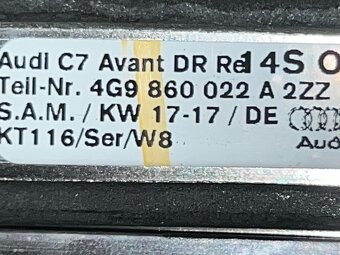 Audi C7 Avant DR Re 14S O
Teil-Nr. 4G9 860 022 A 2ZZ
S.A.M. / KW 17-17 / DE
KT116/Ser/W8
Audi